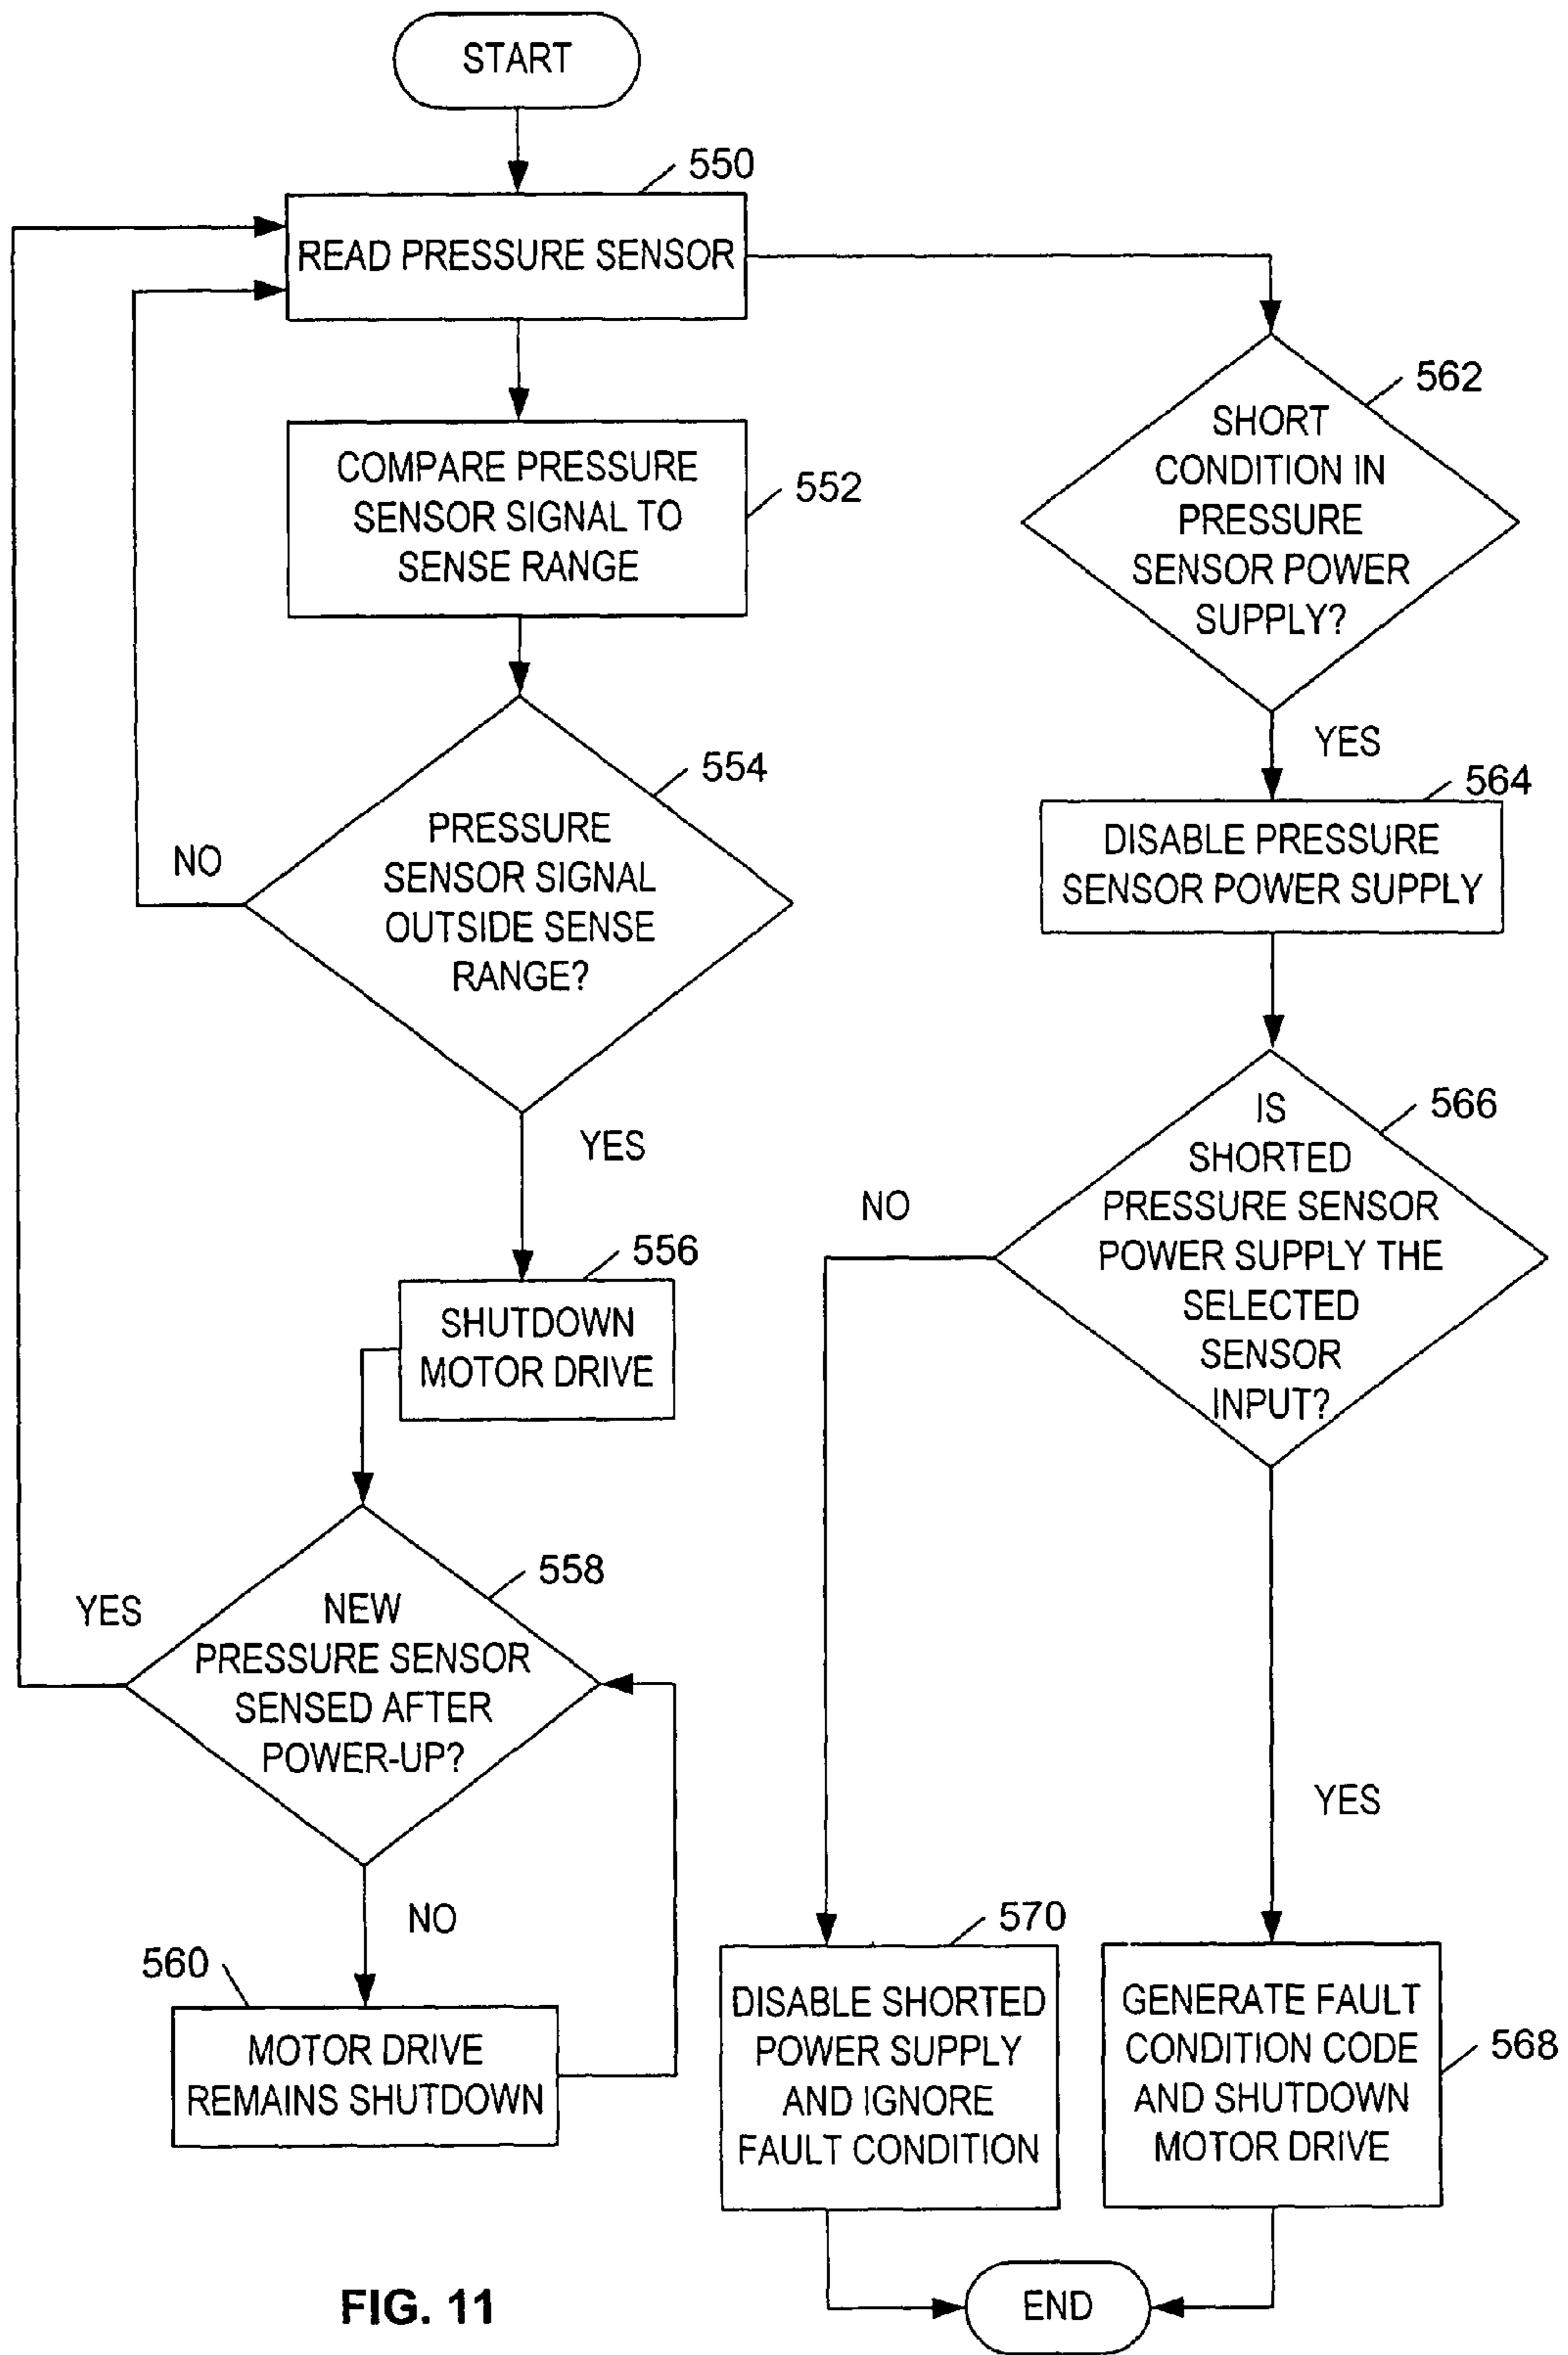 START
550
READ PRESSURE SENSOR
COMPARE PRESSURE
SENSOR SIGNAL TO
SENSE RANGE
552
PRESSURE
SENSOR SIGNAL
OUTSIDE SENSE
RANGE?
554
NO
YES
556
SHUTDOWN
MOTOR DRIVE
NEW
PRESSURE SENSOR
SENSED AFTER
POWER-UP?
558
YES
NO
560
MOTOR DRIVE
REMAINS SHUTDOWN
SHORT
CONDITION IN
PRESSURE
SENSOR POWER
SUPPLY?
562
YES
564
DISABLE PRESSURE
SENSOR POWER SUPPLY
IS
SHORTED
PRESSURE SENSOR
POWER SUPPLY THE
SELECTED
SENSOR
INPUT?
566
NO
YES
570
DISABLE SHORTED
POWER SUPPLY
AND IGNORE
FAULT CONDITION
GENERATE FAULT
CONDITION CODE
AND SHUTDOWN
MOTOR DRIVE
568
END
FIG. 11